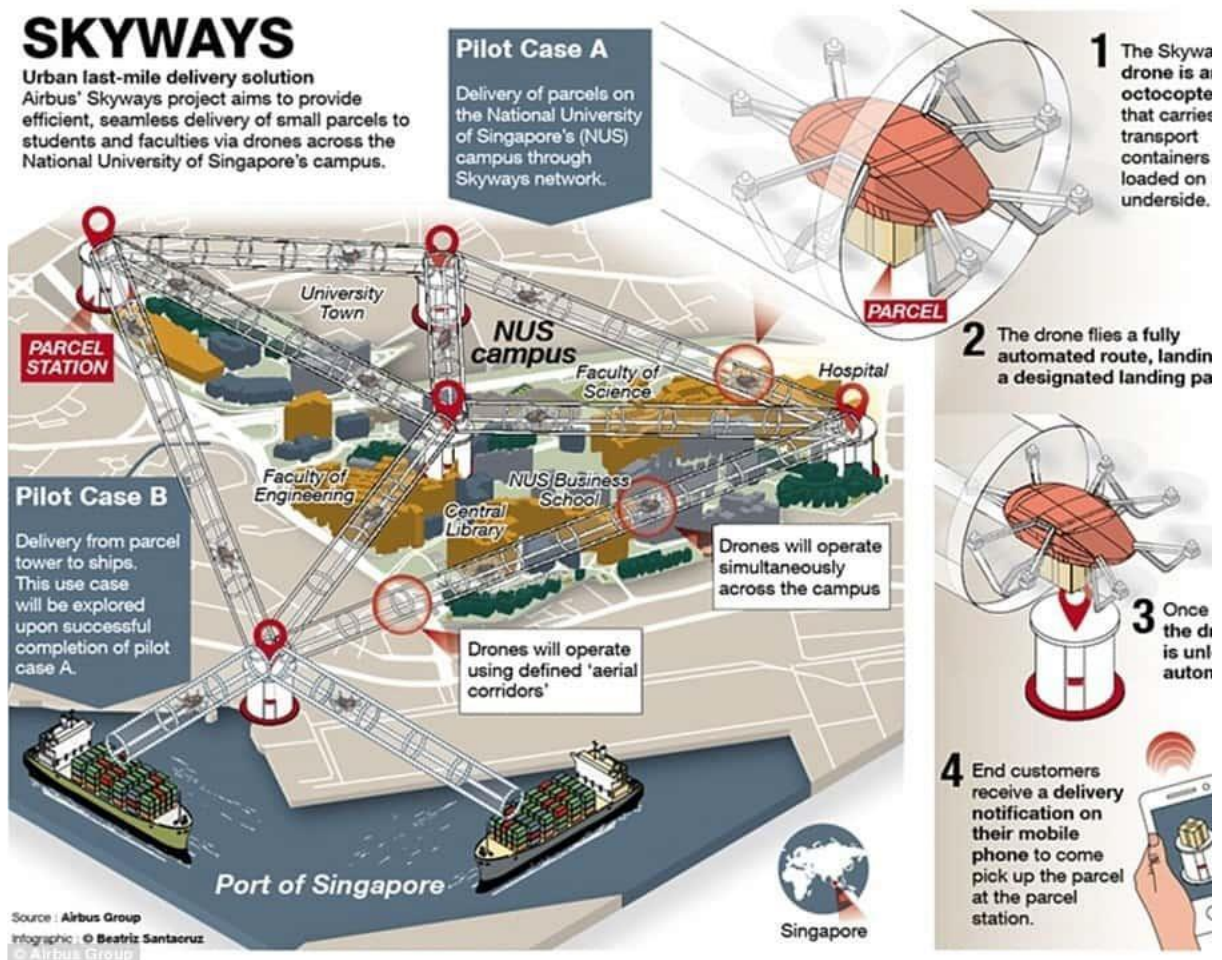 SKYWAYS
Urban last-mile delivery solution
Airbus' Skyways project aims to provide
efficient, seamless delivery of small parcels to
students and faculties via drones across the
National University of Singapore's campus.
Pilot Case A
Delivery of parcels on
the National University
of Singapore's (NUS)
campus through
Skyways network.
1
The Skywa
drone is a
octocopte
that carries
transport
containers
loaded on
underside.
PARCEL
2
The drone flies a fully
automated route, landin
a designated landing pa
PARCEL
STATION
University
Town
NUS
campus
Faculty of
Science
Hospital
Faculty of
Engineering
NUS Business
School
Central
Library
Pilot Case B
Delivery from parcel
tower to ships.
This use case
will be explored
upon successful
completion of pilot
case A.
Drones will operate
simultaneously
across the campus
Drones will operate
using defined 'aerial
corridors'
3
Once
the dr
is unl
autom
4
End customers
receive a delivery
notification on
their mobile
phone to come
pick up the parcel
at the parcel
station.
Port of Singapore
Singapore
Source : Airbus Group
Infographic : © Beatriz Santacruz
© Airbus Group